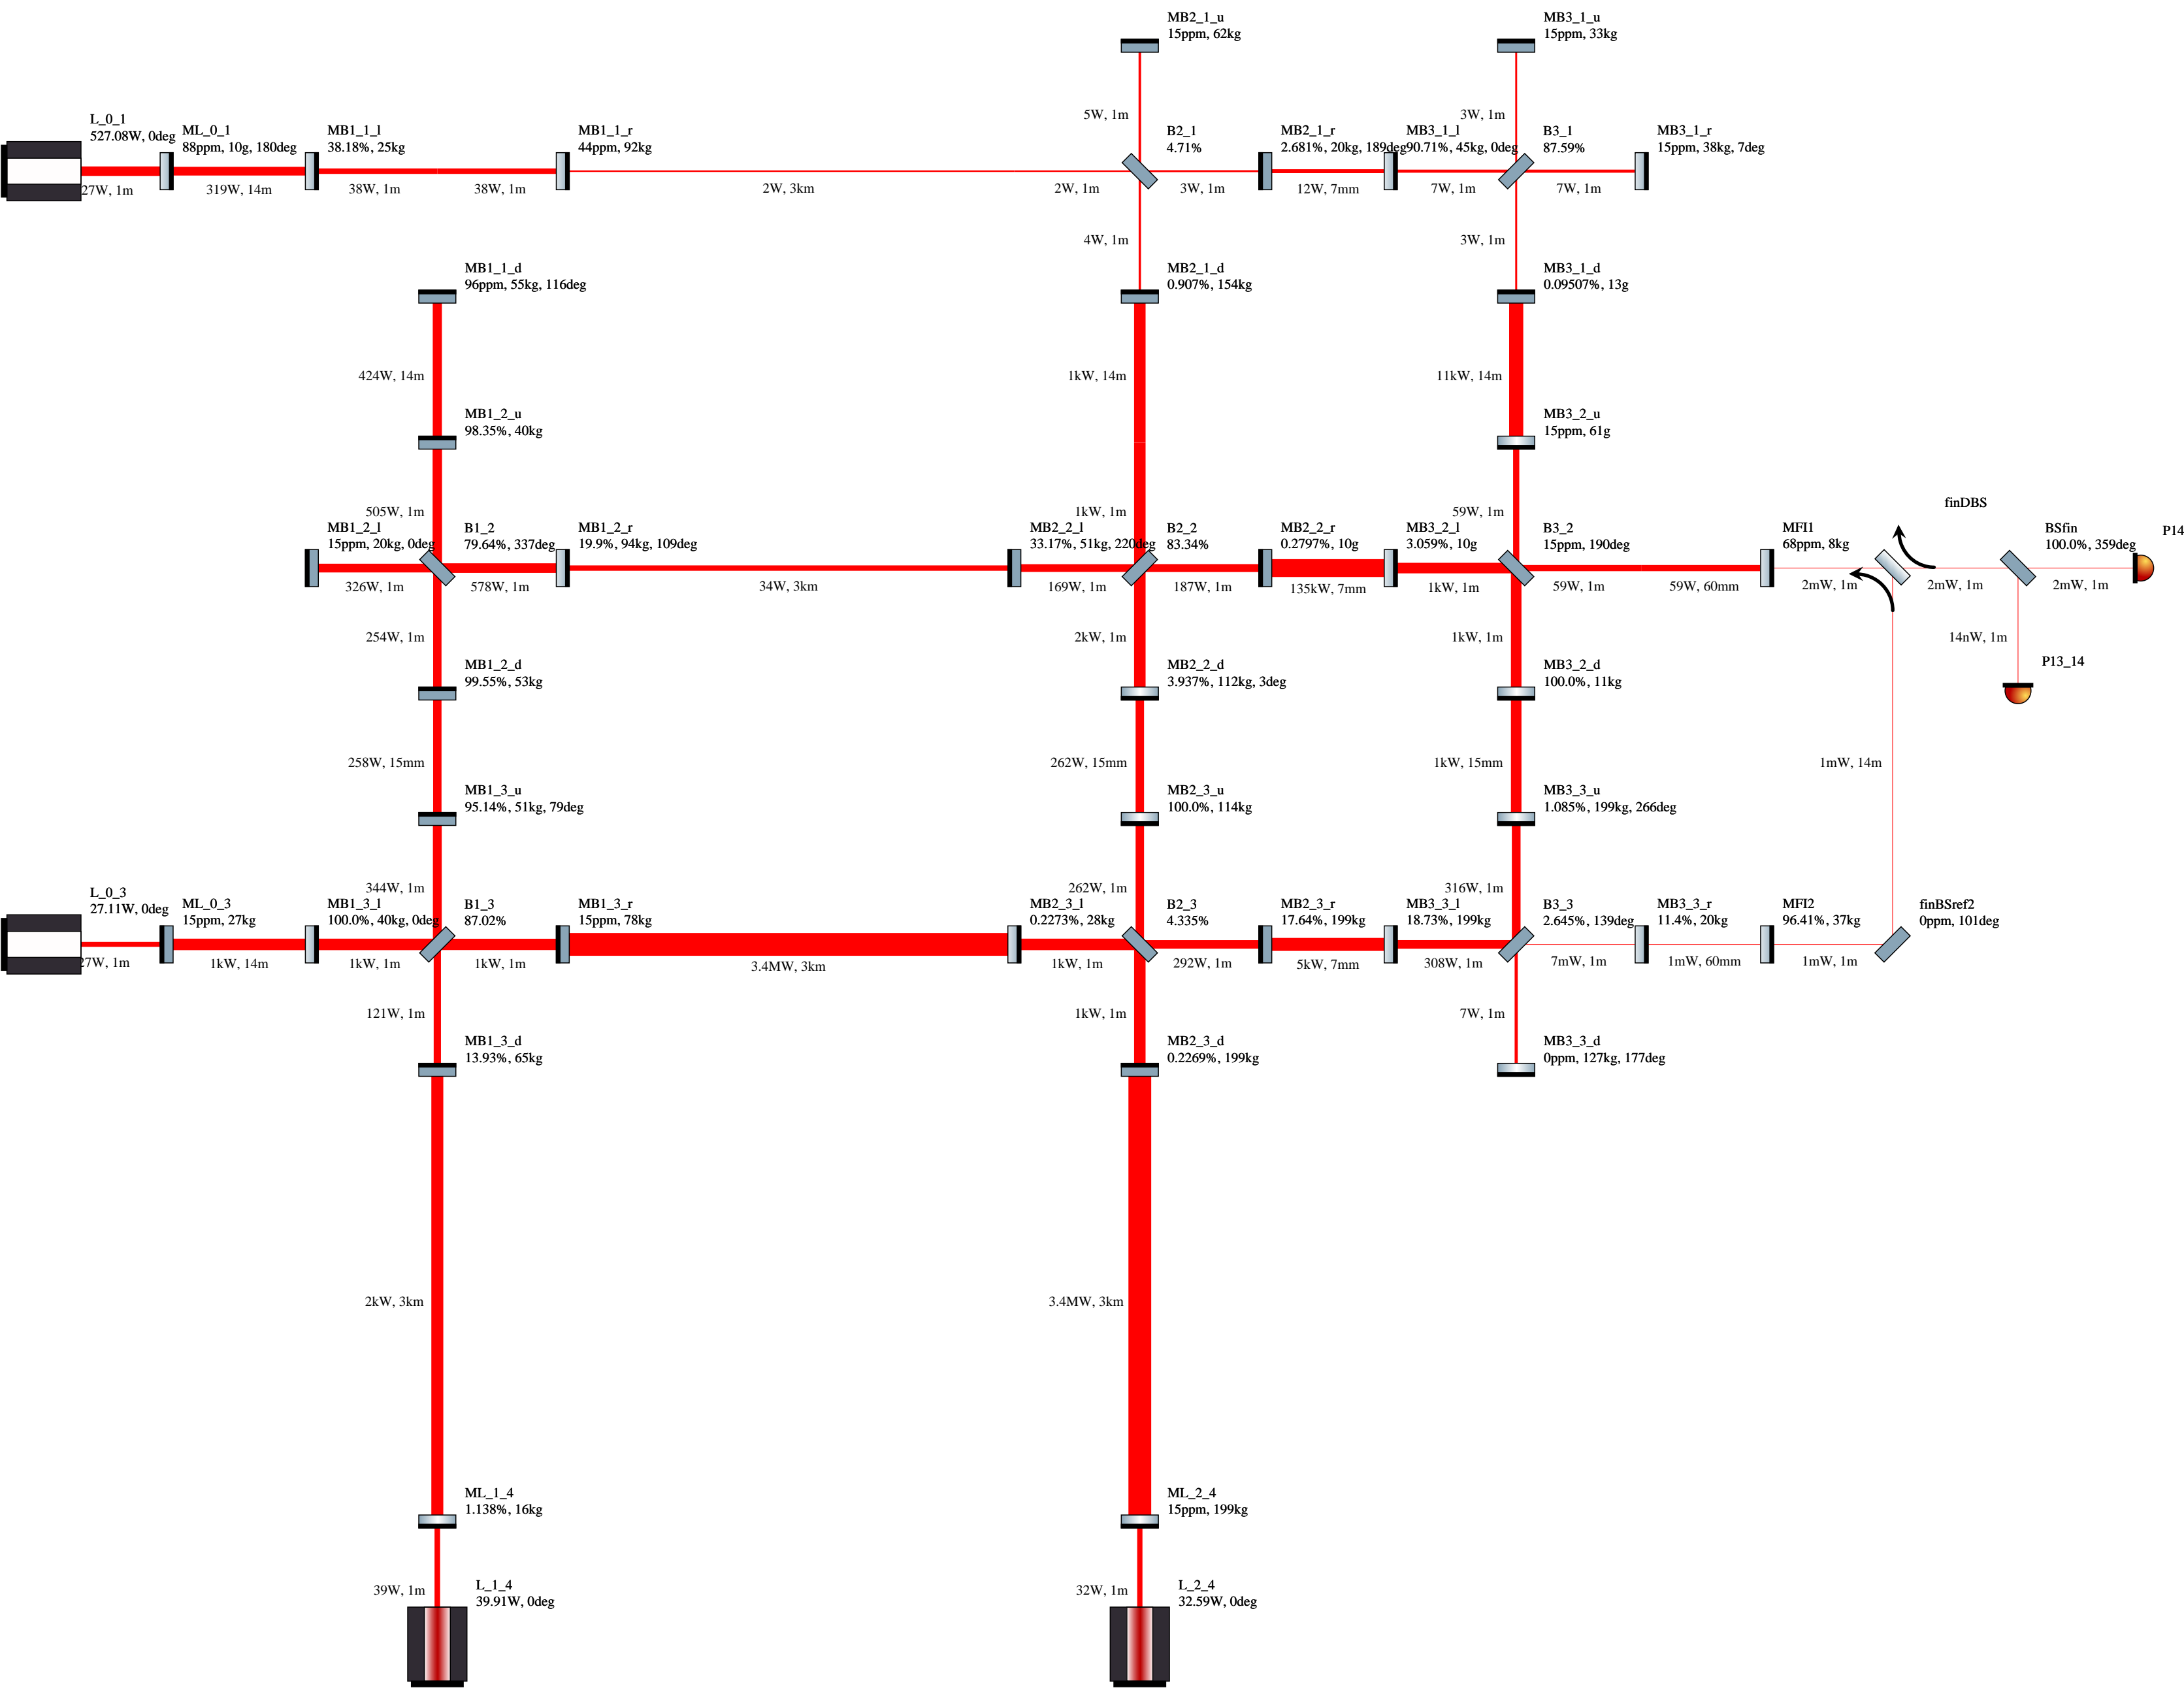 MB2_1_u
15ppm, 62kg
MB3_1_u
15ppm, 33kg
5W, 1m
3W, 1m
L_0_1
527.08W, 0deg
ML_0_1
88ppm, 10g, 180deg
MB1_1_l
38.18%, 25kg
MB1_1_r
44ppm, 92kg
B2_1
4.71%
MB2_1_r
2.681%, 20kg, 189deg
MB3_1_l
90.71%, 45kg, 0deg
B3_1
87.59%
MB3_1_r
15ppm, 38kg, 7deg
27W, 1m
319W, 14m
38W, 1m
38W, 1m
2W, 3km
2W, 1m
3W, 1m
12W, 7mm
7W, 1m
7W, 1m
4W, 1m
3W, 1m
MB1_1_d
96ppm, 55kg, 116deg
MB2_1_d
0.907%, 154kg
MB3_1_d
0.09507%, 13g
424W, 14m
1kW, 14m
11kW, 14m
MB1_2_u
98.35%, 40kg
MB3_2_u
15ppm, 61g
505W, 1m
1kW, 1m
59W, 1m
finDBS
MB1_2_l
15ppm, 20kg, 0deg
B1_2
79.64%, 337deg
MB1_2_r
19.9%, 94kg, 109deg
MB2_2_l
33.17%, 51kg, 220deg
B2_2
83.34%
MB2_2_r
0.2797%, 10g
MB3_2_l
3.059%, 10g
B3_2
15ppm, 190deg
MFI1
68ppm, 8kg
BSfin
100.0%, 359deg
P14
326W, 1m
578W, 1m
34W, 3km
169W, 1m
187W, 1m
135kW, 7mm
1kW, 1m
59W, 1m
59W, 60mm
2mW, 1m
2mW, 1m
2mW, 1m
254W, 1m
2kW, 1m
1kW, 1m
14nW, 1m
P13_14
MB1_2_d
99.55%, 53kg
MB2_2_d
3.937%, 112kg, 3deg
MB3_2_d
100.0%, 11kg
258W, 15mm
262W, 15mm
1kW, 15mm
1mW, 14m
MB1_3_u
95.14%, 51kg, 79deg
MB2_3_u
100.0%, 114kg
MB3_3_u
1.085%, 199kg, 266deg
344W, 1m
262W, 1m
316W, 1m
L_0_3
27.11W, 0deg
ML_0_3
15ppm, 27kg
MB1_3_l
100.0%, 40kg, 0deg
B1_3
87.02%
MB1_3_r
15ppm, 78kg
MB2_3_l
0.2273%, 28kg
B2_3
4.335%
MB2_3_r
17.64%, 199kg
MB3_3_l
18.73%, 199kg
B3_3
2.645%, 139deg
MB3_3_r
11.4%, 20kg
MFI2
96.41%, 37kg
finBSref2
0ppm, 101deg
27W, 1m
1kW, 14m
1kW, 1m
1kW, 1m
3.4MW, 3km
1kW, 1m
292W, 1m
5kW, 7mm
308W, 1m
7mW, 1m
1mW, 60mm
1mW, 1m
121W, 1m
1kW, 1m
7W, 1m
MB1_3_d
13.93%, 65kg
MB2_3_d
0.2269%, 199kg
MB3_3_d
0ppm, 127kg, 177deg
2kW, 3km
3.4MW, 3km
ML_1_4
1.138%, 16kg
ML_2_4
15ppm, 199kg
39W, 1m
L_1_4
39.91W, 0deg
32W, 1m
L_2_4
32.59W, 0deg